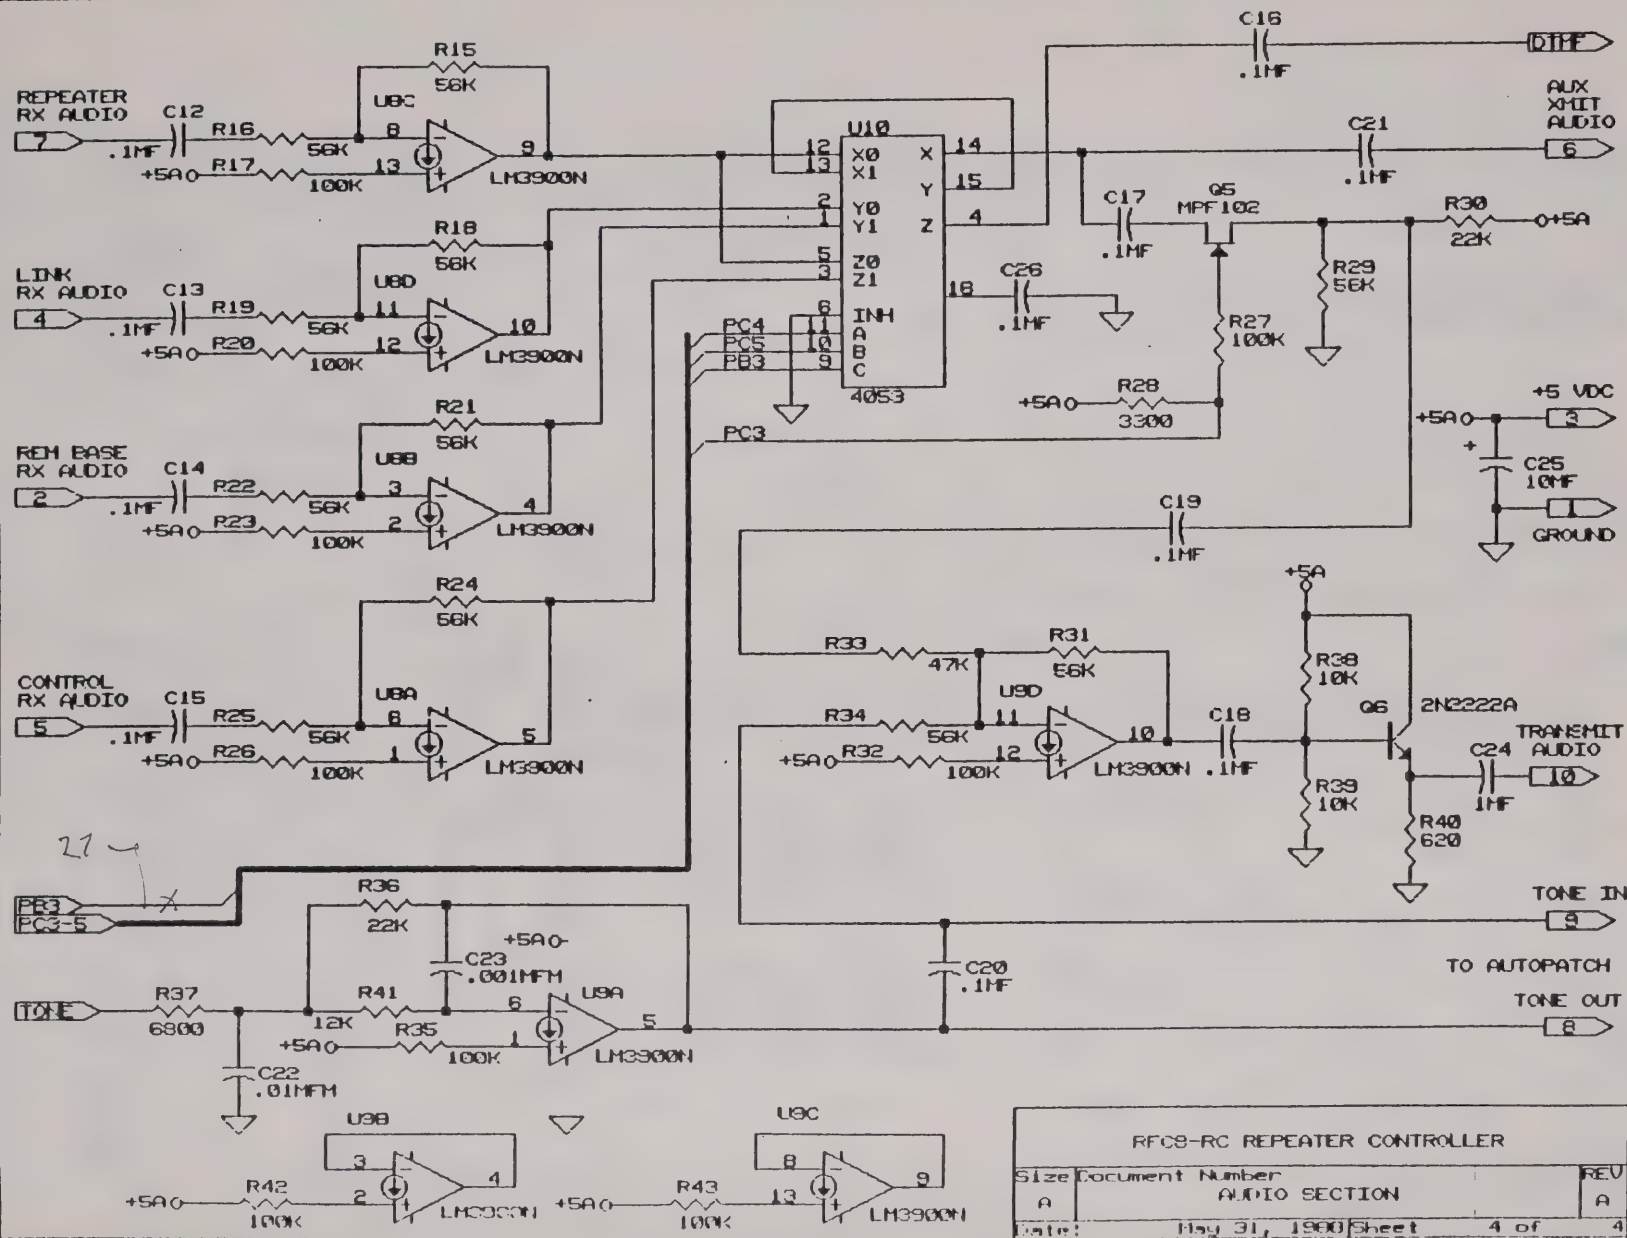 C16
.1MF
DTMF
R15
56K
REPEATER
RX AUDIO
7
C12
.1MF
R16
56K
+5A
R17
100K
U8C
8
13
9
LM3900N
AUX
XMIT
AUDIO
6
C21
.1MF
U10
12
13
X0
X1
X
14
Y
15
2
1
Y0
Y1
Z
4
5
3
Z0
Z1
16
6
INH
11
A
10
B
9
C
4053
PC4
PC5
PB3
PC3
C17
.1MF
Q5
MPF102
R30
22K
+5A
R29
56K
C26
.1MF
R27
100K
+5A
R28
3300
LINK
RX AUDIO
4
C13
.1MF
R18
56K
R19
56K
+5A
R20
100K
U8D
11
12
10
LM3900N
+5 VDC
+5A
3
+
C25
10MF
1
GROUND
REM BASE
RX AUDIO
2
C14
.1MF
R21
56K
R22
56K
+5A
R23
100K
U8B
3
2
4
LM3900N
C19
.1MF
CONTROL
RX AUDIO
5
C15
.1MF
R24
56K
R25
56K
+5A
R26
100K
U8A
6
1
5
LM3900N
R33
47K
R31
56K
R34
56K
+5A
R32
100K
U9D
11
12
10
LM3900N
C18
.1MF
+5A
R38
10K
R39
10K
Q6
2N2222A
R40
620
C24
1MF
TRANSMIT
AUDIO
10
PB3
PC3-5
TONE IN
9
TO AUTOPATCH
TONE OUT
8
C20
.1MF
R36
22K
+5A
C23
.001MFM
TONE
R37
6800
R41
12K
+5A
R35
100K
6
1
U9A
5
LM3900N
C22
.01MFM
U9B
3
2
4
+5A
R42
100K
U9C
8
13
9
+5A
R43
100K
LM3900N
RFC8-RC REPEATER CONTROLLER
Size
A
Document Number
AUDIO SECTION
REV
A
Date:
May 31,
Sheet
4 of
4